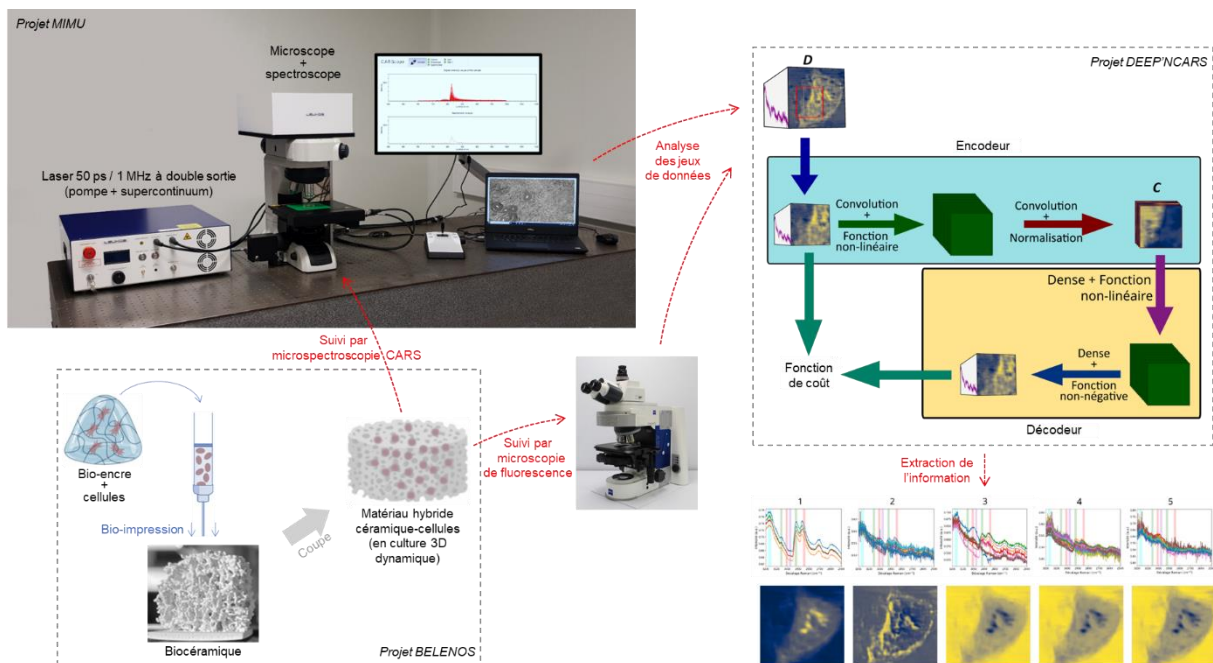 Projet MIMU
Microscope
+
spectroscope
CARScan
Laser 50 ps / 1 MHz à double sortie
(pompe + supercontinuum)
Analyse
des jeux
de données
Projet DEEP'NCARS
D
Encodeur
Convolution
+
Fonction
non-linéaire
Convolution
+
Normalisation
C
Dense + Fonction
non-linéaire
Dense
+
Fonction
non-négative
Fonction
de coût
Décodeur
Suivi par
microspectroscopie CARS
Suivi par
microscopie
de fluorescence
Bio-encre
+
cellules
Bio-impression
Coupe
Matériau hybride
céramique-cellules
(en culture 3D
dynamique)
Biocéramique
Projet BELENOS
Extraction de
l'information
1 2 3 4 5